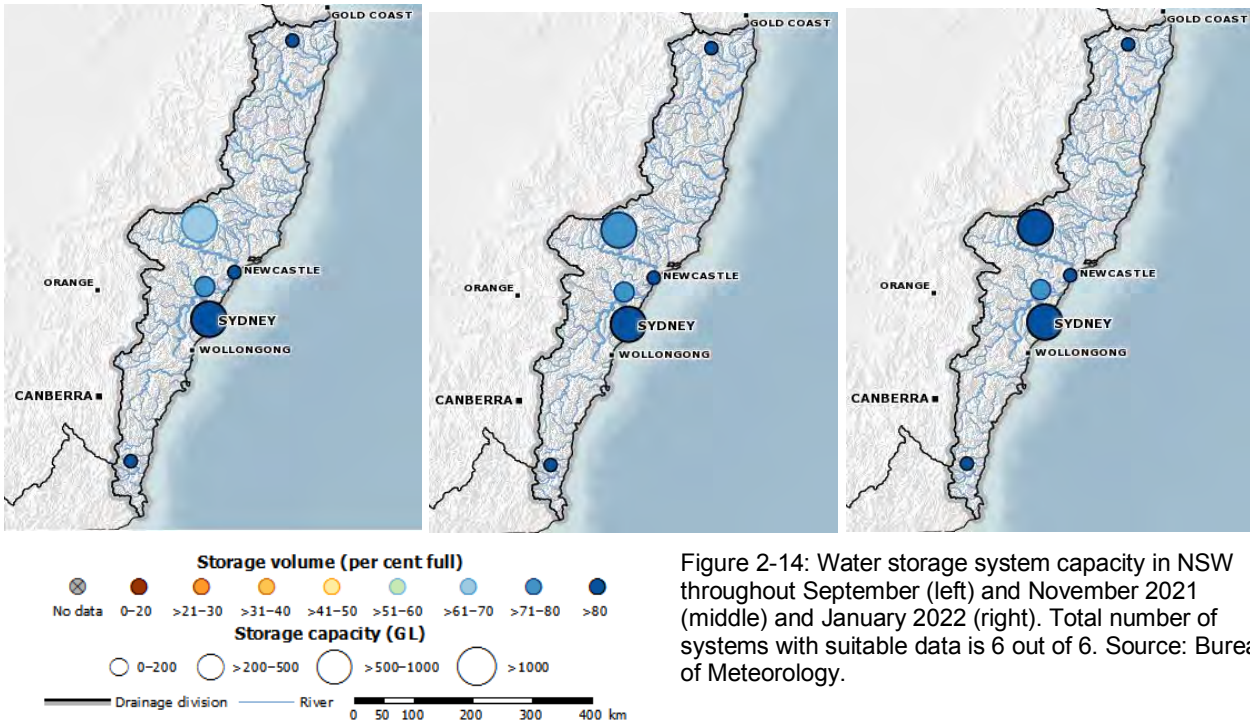 GOLD COAST
ORANGE
NEWCASTLE
SYDNEY
WOLLONGONG
CANBERRA
GOLD COAST
ORANGE
NEWCASTLE
SYDNEY
WOLLONGONG
CANBERRA
GOLD COAST
ORANGE
NEWCASTLE
SYDNEY
WOLLONGONG
CANBERRA
Storage volume (per cent full)
No data 0–20 >21–30 >31–40 >41–50 >51–60 >61–70 >71–80 >80
Storage capacity (GL)
0–200 >200–500 >500–1000 >1000
Drainage division River 0 50 100 200 300 400 km
Figure 2-14: Water storage system capacity in NSW
throughout September (left) and November 2021
(middle) and January 2022 (right). Total number of
systems with suitable data is 6 out of 6. Source: Burea
of Meteorology.